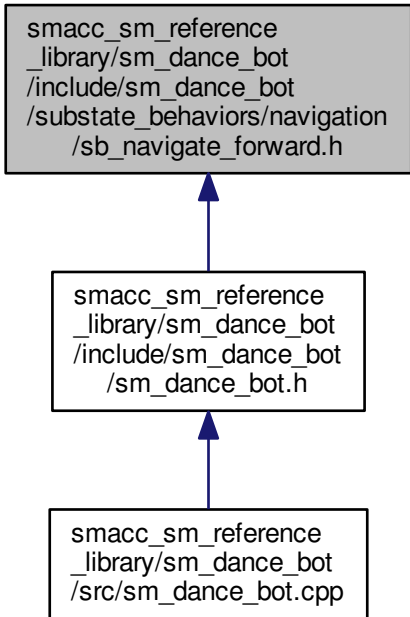 smacc_sm_reference
_library/sm_dance_bot
/include/sm_dance_bot
/substate_behaviors/navigation
/sb_navigate_forward.h
smacc_sm_reference
_library/sm_dance_bot
/include/sm_dance_bot
/sm_dance_bot.h
smacc_sm_reference
_library/sm_dance_bot
/src/sm_dance_bot.cpp